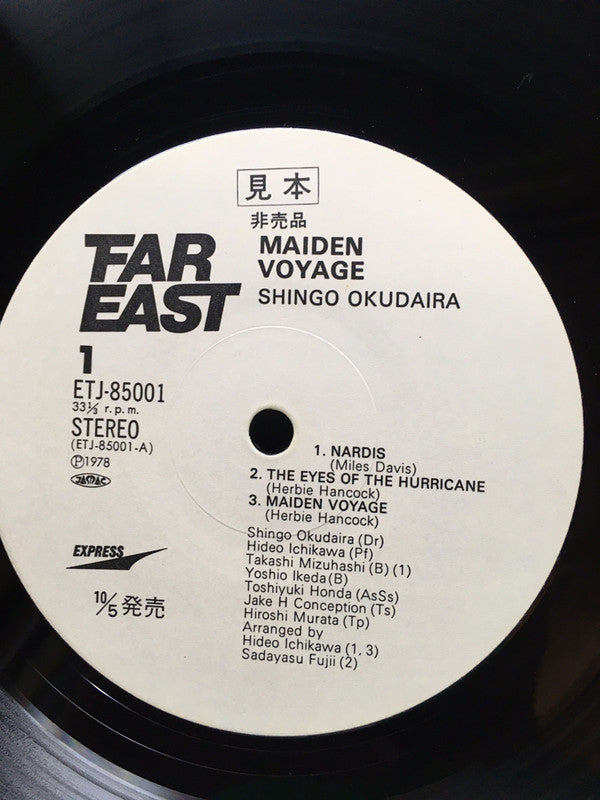 見本
非売品
FAR
EAST
MAIDEN
VOYAGE
SHINGO OKUDAIRA
1
ETJ-85001
33⅓ r.p.m.
STEREO
(ETJ-85001-A)
Ⓟ1978
JASRAC
1. NARDIS
(Miles Davis)
2. THE EYES OF THE HURRICANE
(Herbie Hancock)
3. MAIDEN VOYAGE
(Herbie Hancock)
Shingo Okudaira (Dr)
Hideo Ichikawa (Pf)
Takashi Mizuhashi (B) (1)
Yoshio Ikeda (B)
Toshiyuki Honda (AsSs)
Jake H Conception (Ts)
Hiroshi Murata (Tp)
Arranged by
Hideo Ichikawa (1, 3)
Sadayasu Fujii (2)
EXPRESS
10/5発売